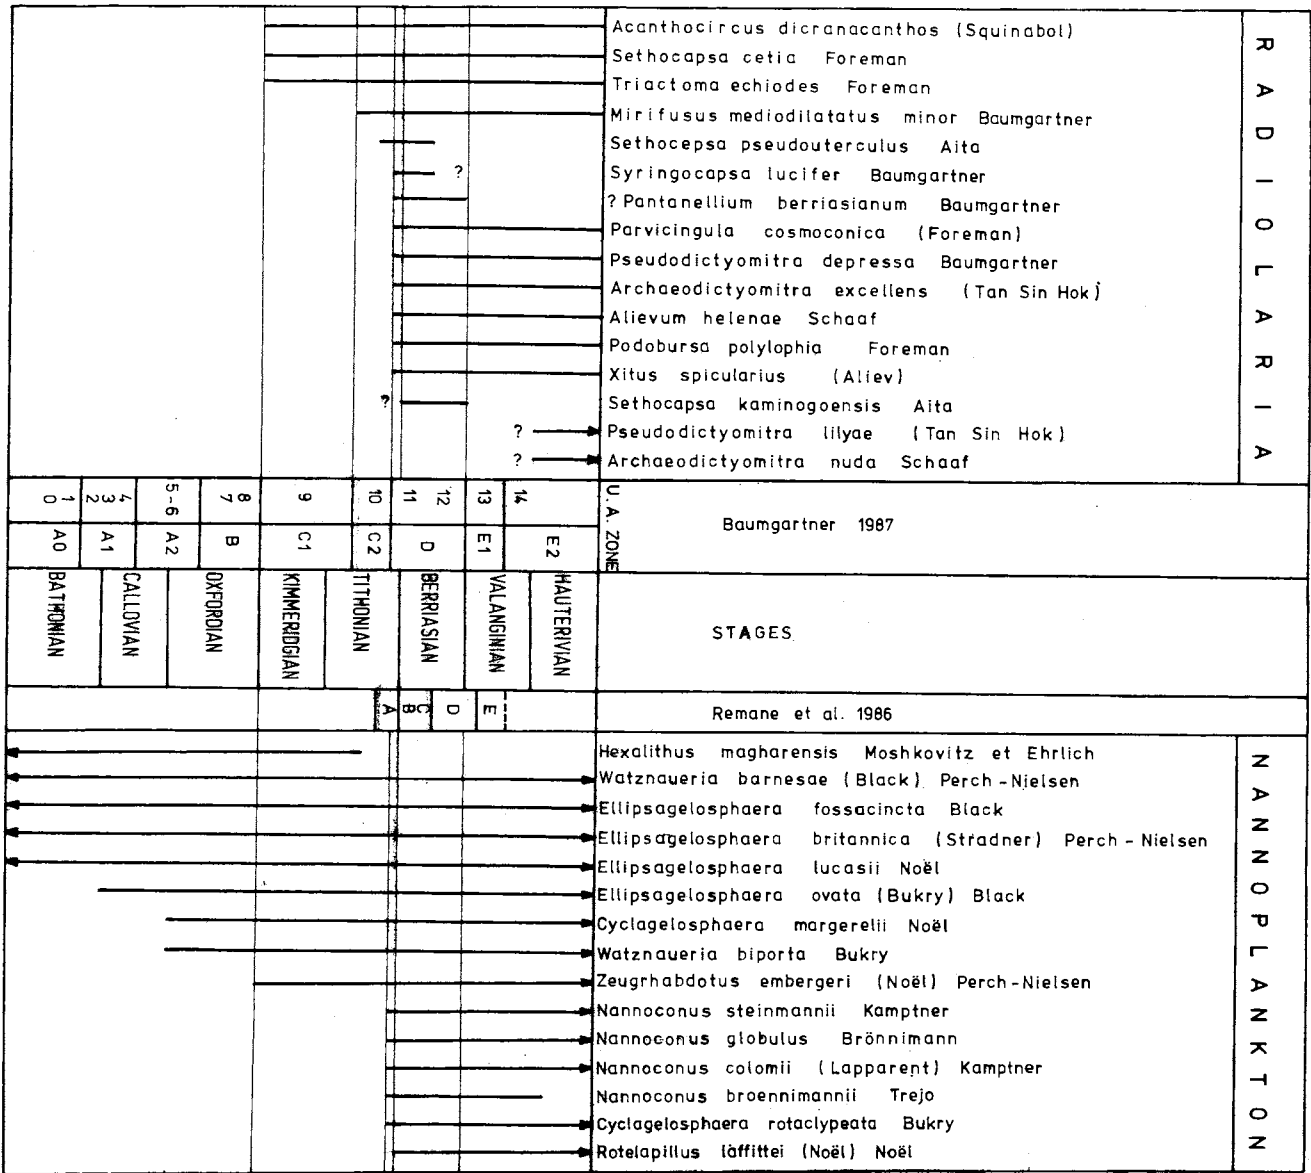 Acanthocircus dicranacanthos (Squinabol)
Sethocapsa cetia Foreman
Triactoma echiodes Foreman
Mirifusus mediodilatatus minor Baumgartner
Sethocepsa pseudouterculus Aita
? Syringocapsa lucifer Baumgartner
? Pantanellium berriasianum Baumgartner
Parvicingula cosmoconica (Foreman)
Pseudodictyomitra depressa Baumgartner
Archaeodictyomitra excellens (Tan Sin Hok)
Alievum helenae Schaaf
Podobursa polylophia Foreman
Xitus spicularius (Aliev)
? Sethocapsa kaminogoensis Aita
? Pseudodictyomitra lilyae (Tan Sin Hok)
? Archaeodictyomitra nuda Schaaf
RADIOLARIA
0 1 2 3 4 5-6 7 8 9 10 11 12 13 14
A0 A1 A2 B C1 C2 D E1 E2
U.A. ZONE
Baumgartner 1987
BATHONIAN CALLOVIAN OXFORDIAN KIMMERIDGIAN TITHONIAN BERRIASIAN VALANGINIAN HAUTERIVIAN
STAGES
A B C D E
Remane et al. 1986
Hexalithus magharensis Moshkovitz et Ehrlich
Watznaueria barnesae (Black) Perch-Nielsen
Ellipsagelosphaera fossacincta Black
Ellipsagelosphaera britannica (Stradner) Perch-Nielsen
Ellipsagelosphaera lucasii Noël
Ellipsagelosphaera ovata (Bukry) Black
Cyclagelosphaera margerelii Noël
Watznaueria biporta Bukry
Zeugrhabdotus embergeri (Noël) Perch-Nielsen
Nannoconus steinmannii Kamptner
Nannoconus globulus Brönnimann
Nannoconus colomii (Lapparent) Kamptner
Nannoconus broennimannii Trejo
Cyclagelosphaera rotaclypeata Bukry
Rotelapillus laffittei (Noël) Noël
NANNOPLANKTON